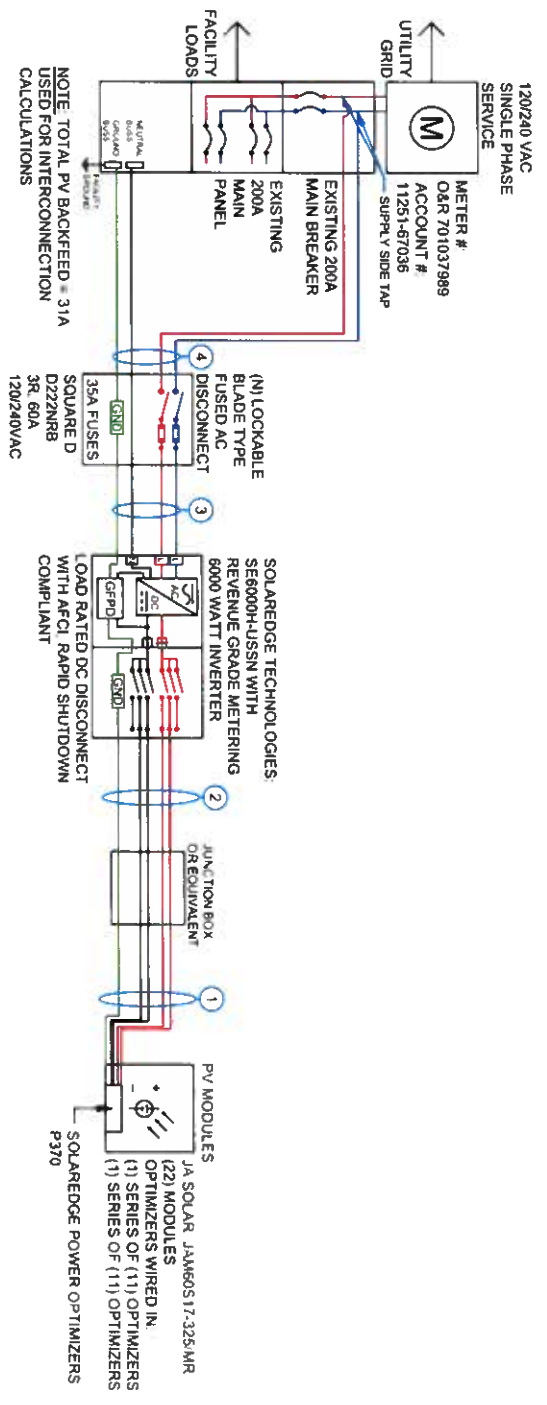 120/240 VAC
SINGLE PHASE
SERVICE
METER #:
O&R 701037989
ACCOUNT #:
11251-67036
UTILITY
GRID
M
SUPPLY SIDE TAP
EXISTING 200A
MAIN BREAKER
FACILITY
LOADS
EXISTING
200A
MAIN
PANEL
NEUTRAL
BUSS
GROUND
BUSS
FACILITY
GROUND
NOTE: TOTAL PV BACKFEED = 31A
USED FOR INTERCONNECTION
CALCULATIONS
4
(N) LOCKABLE
BLADE TYPE
FUSED AC
DISCONNECT
GND
35A FUSES
SQUARE D
D222NRB
3R, 60A
120/240VAC
3
SOLAREDGE TECHNOLOGIES:
SE6000H-USSN WITH
REVENUE GRADE METERING
6000 WATT INVERTER
L
L
N
AC
DC
GFPD
GND
LOAD RATED DC DISCONNECT
WITH AFCI, RAPID SHUTDOWN
COMPLIANT
2
JUNCTION BOX
OR EQUIVALENT
1
PV MODULES
+
-
JA SOLAR JAM60S17-325/MR
(22) MODULES
OPTIMIZERS WIRED IN:
(1) SERIES OF (11) OPTIMIZERS
(1) SERIES OF (11) OPTIMIZERS
SOLAREDGE POWER OPTIMIZERS
P370